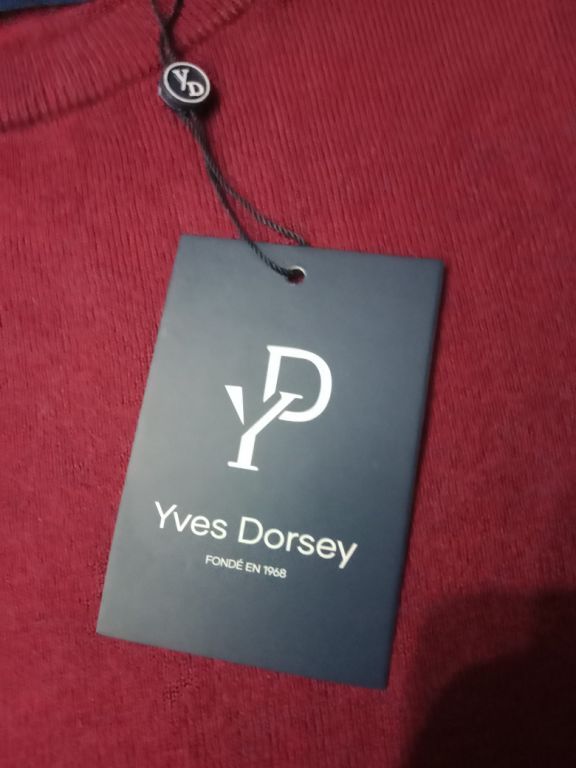 YD
YD
Yves Dorsey
FONDÉ EN 1968